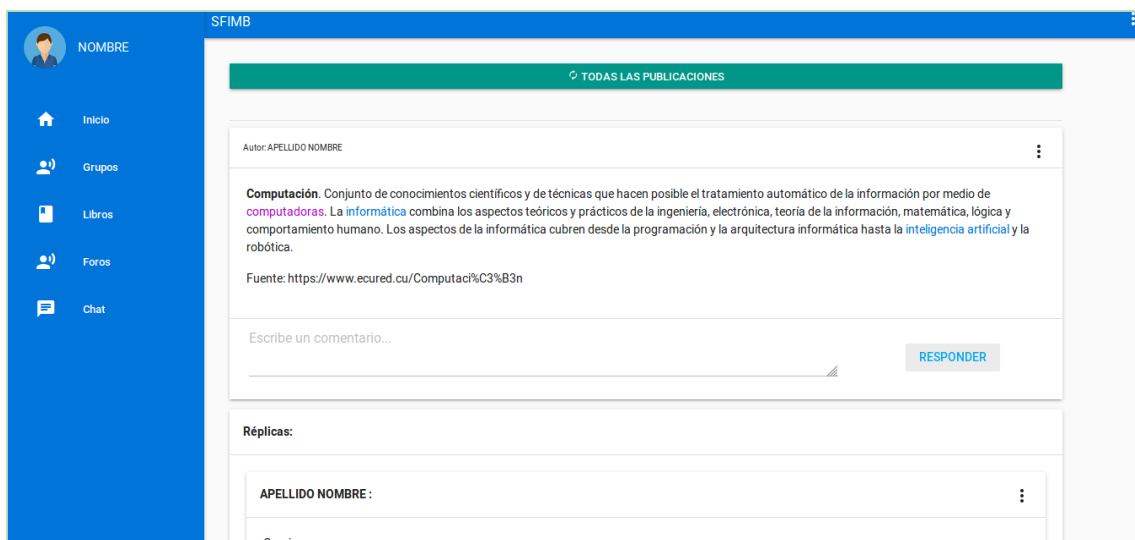 SFIMB
NOMBRE
TODAS LAS PUBLICACIONES
Inicio
Grupos
Libros
Foros
Chat
Autor: APELLIDO NOMBRE
Computación. Conjunto de conocimientos científicos y de técnicas que hacen posible el tratamiento automático de la información por medio de
computadoras. La informática combina los aspectos teóricos y prácticos de la ingeniería, electrónica, teoría de la información, matemática, lógica y
comportamiento humano. Los aspectos de la informática cubren desde la programación y la arquitectura informática hasta la inteligencia artificial y la
robótica.
Fuente: https://www.ecured.cu/Computaci%C3%B3n
Escribe un comentario...
RESPONDER
Réplicas:
APELLIDO NOMBRE :